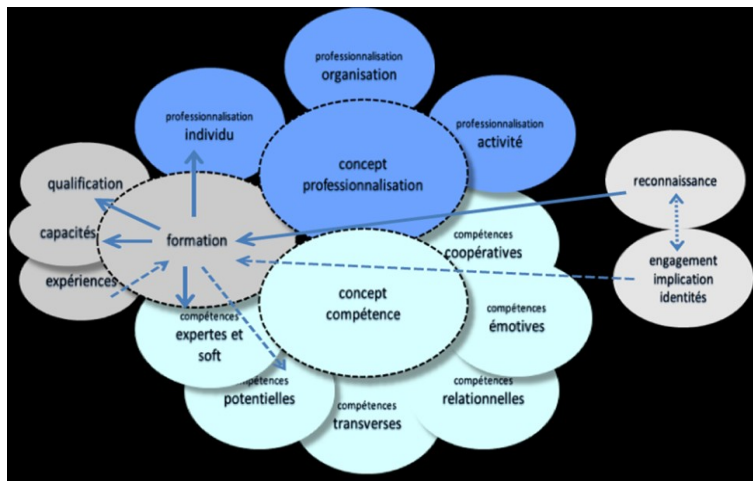 professionnalisation
organisation
professionnalisation
individu
professionnalisation
activité
concept
professionnalisation
qualification
capacités
expériences
formation
reconnaissance
engagement
implication
identités
compétences
coopératives
concept
compétence
compétences
émotives
compétences
expertes et
soft
compétences
potentielles
compétences
transverses
compétences
relationnelles